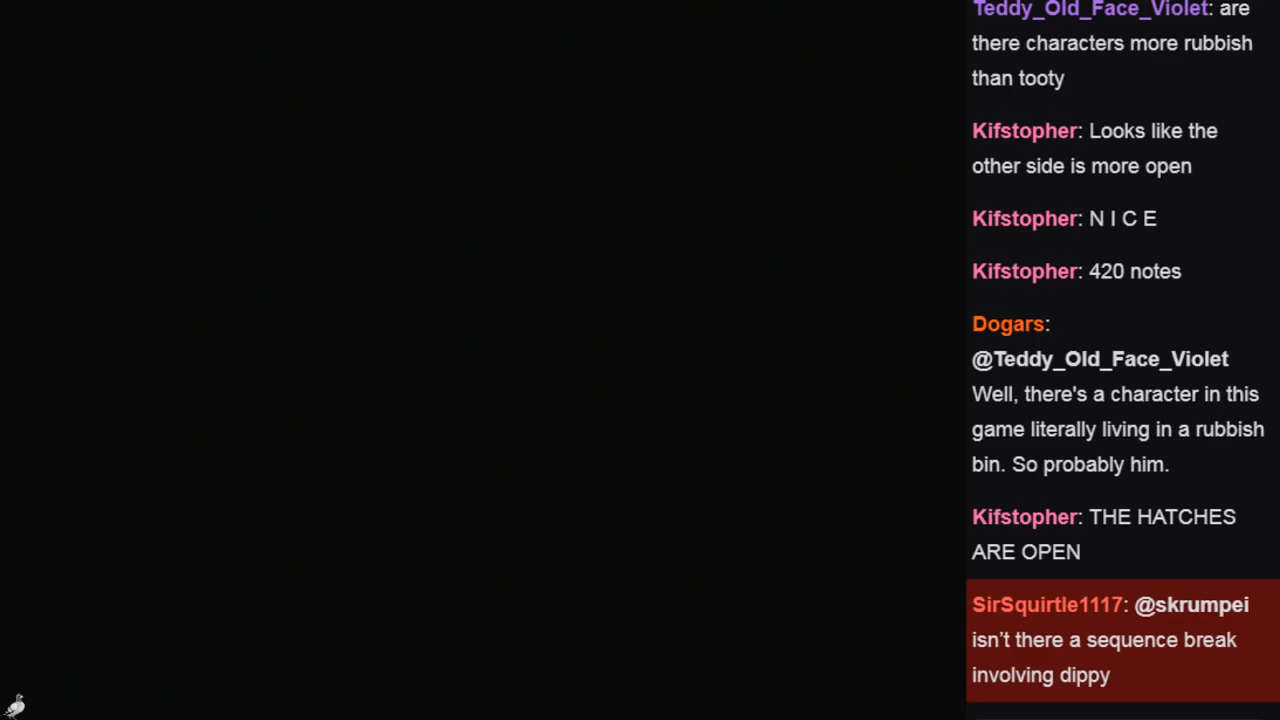 Teddy_Old_Face_Violet: are
there characters more rubbish
than tooty
Kifstopher: Looks like the
other side is more open
Kifstopher: N I C E
Kifstopher: 420 notes
Dogars:
@Teddy_Old_Face_Violet
Well, there's a character in this
game literally living in a rubbish
bin. So probably him.
Kifstopher: THE HATCHES
ARE OPEN
SirSquirtle1117: @skrumpei
isn't there a sequence break
involving dippy